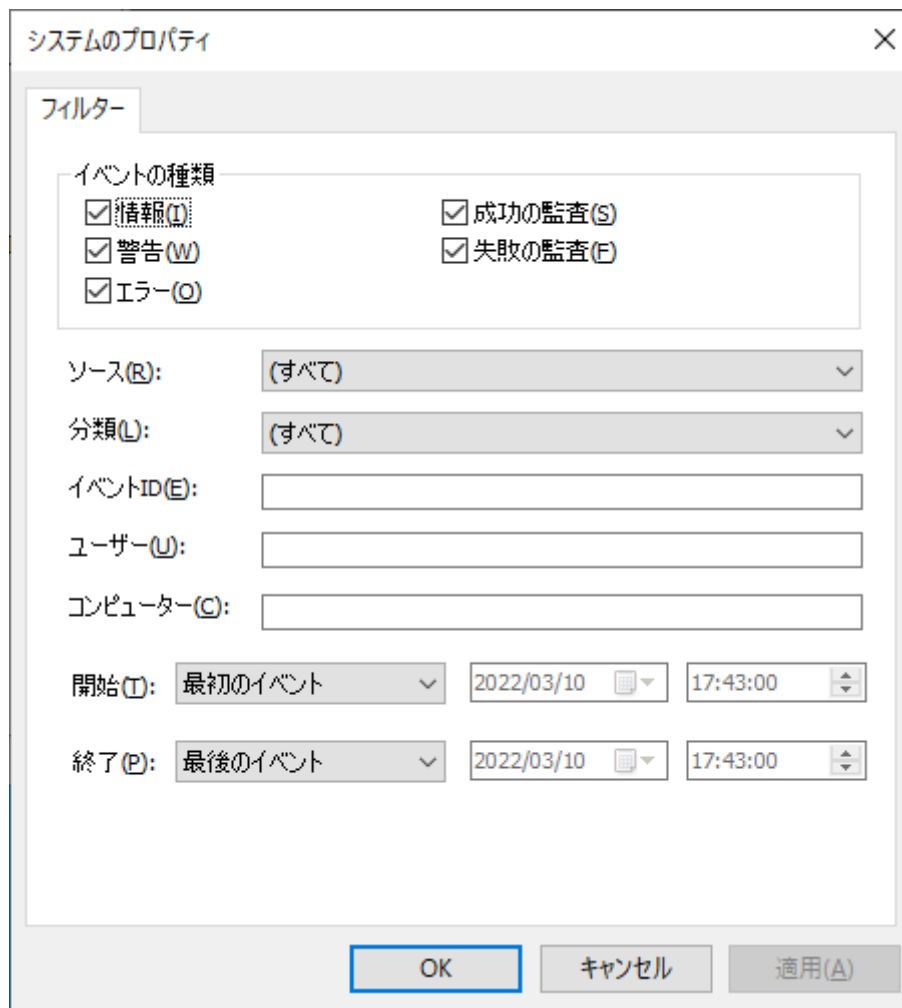 システムのプロパティ
フィルター
イベントの種類
情報(I) 成功の監査(S)
警告(W) 失敗の監査(F)
エラー(O)
ソース(R): (すべて)
分類(L): (すべて)
イベントID(E):
ユーザー(U):
コンピューター(C):
開始(T): 最初のイベント 2022/03/10 17:43:00
終了(P): 最後のイベント 2022/03/10 17:43:00
OK キャンセル 適用(A)